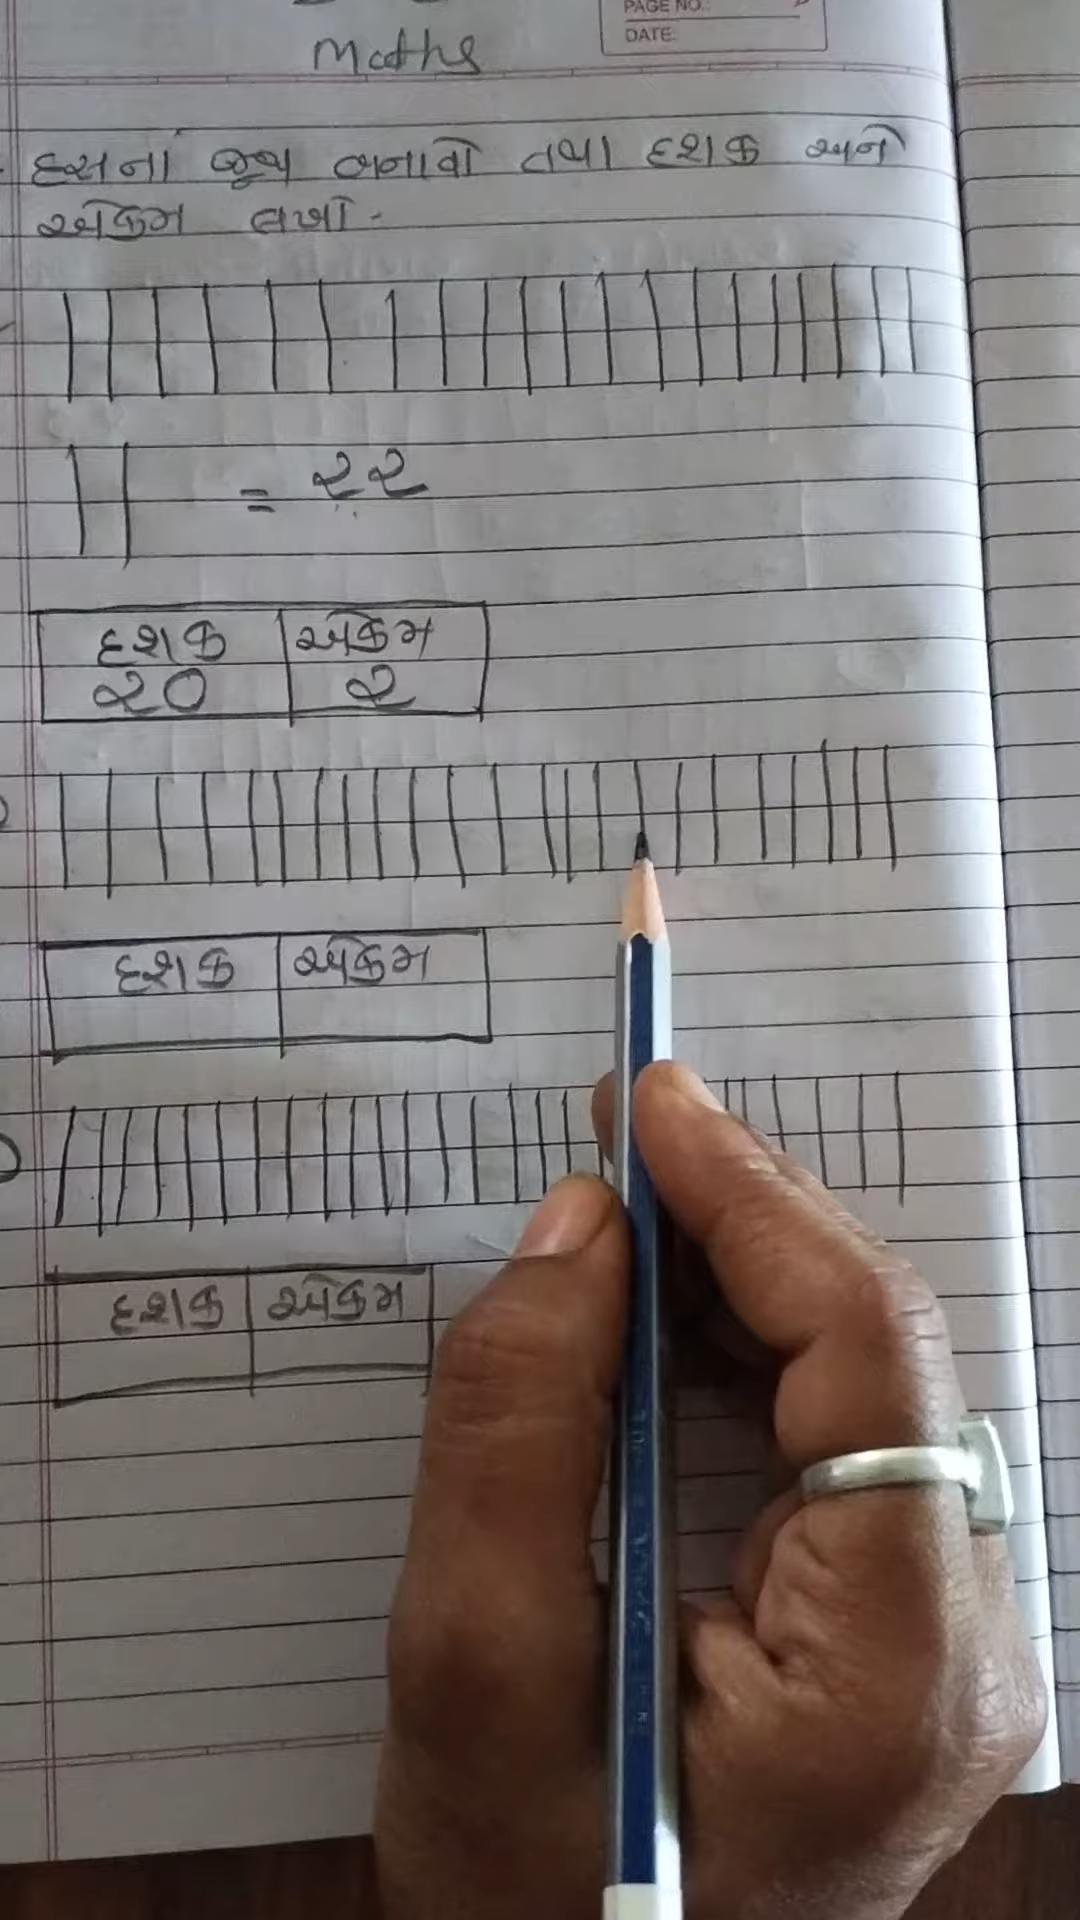 PAGE NO.:
DATE:
Maths
દસનાં જૂથ બનાવો તથા દશક અને
એકમ લખો.
= ૨૨
દશક એકમ
૨૦ ૨
દશક એકમ
દશક એકમ